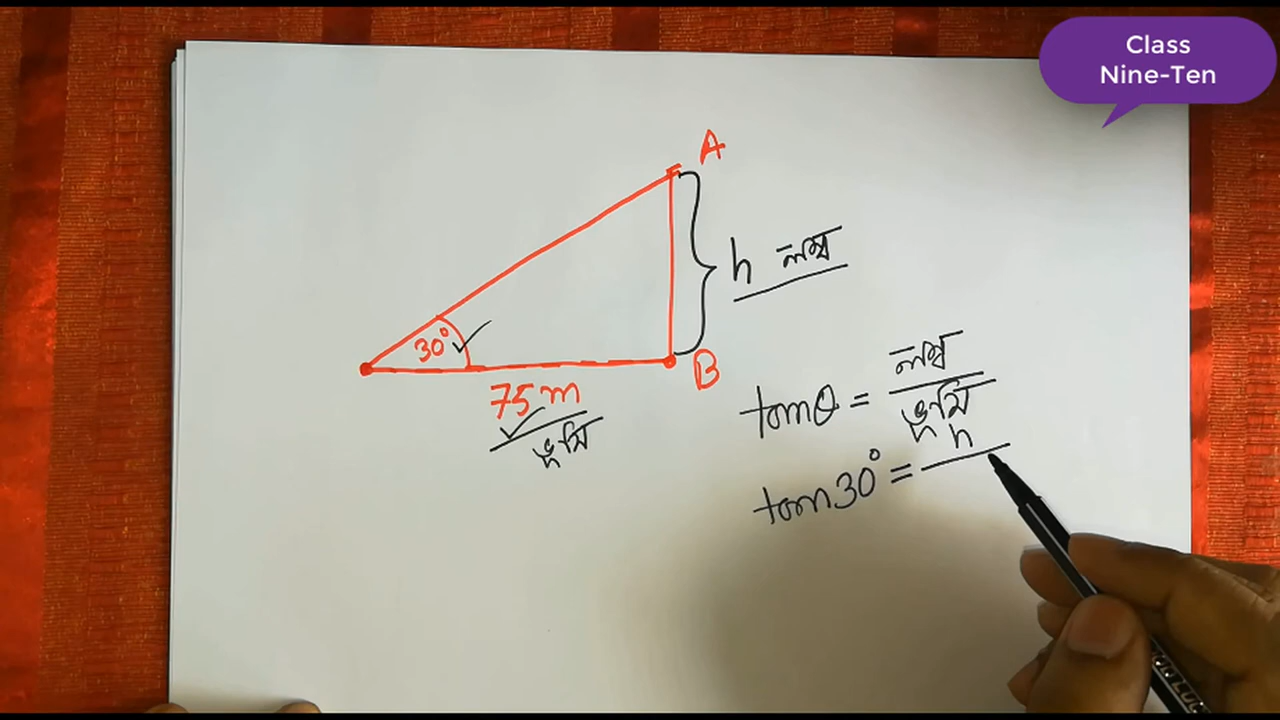 Class
Nine-Ten
A
h লম্ব
30°
B
75 m
ভূমি
tanθ = লম্ব / ভূমি
tan30° = h /